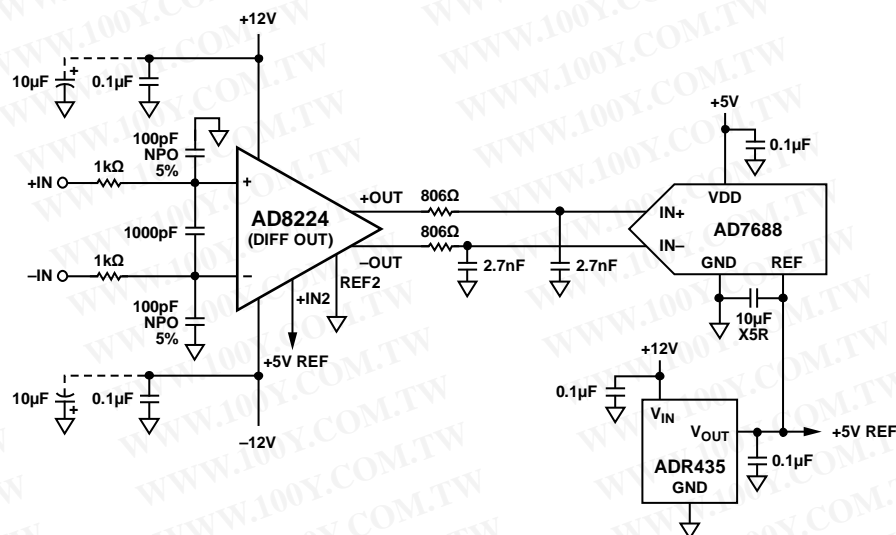 +12V
10µF
+
0.1µF
100pF
NPO
5%
1kΩ
+IN
+
AD8224
(DIFF OUT)
1000pF
1kΩ
–IN
–
100pF
NPO
5%
+OUT
806Ω
–OUT
806Ω
REF2
+IN2
+5V REF
2.7nF
2.7nF
10µF
+
0.1µF
–12V
+5V
0.1µF
VDD
IN+
AD7688
IN–
GND
REF
10µF
X5R
+12V
0.1µF
VIN
VOUT
+5V REF
ADR435
GND
0.1µF
WWW.100Y.COM.TW